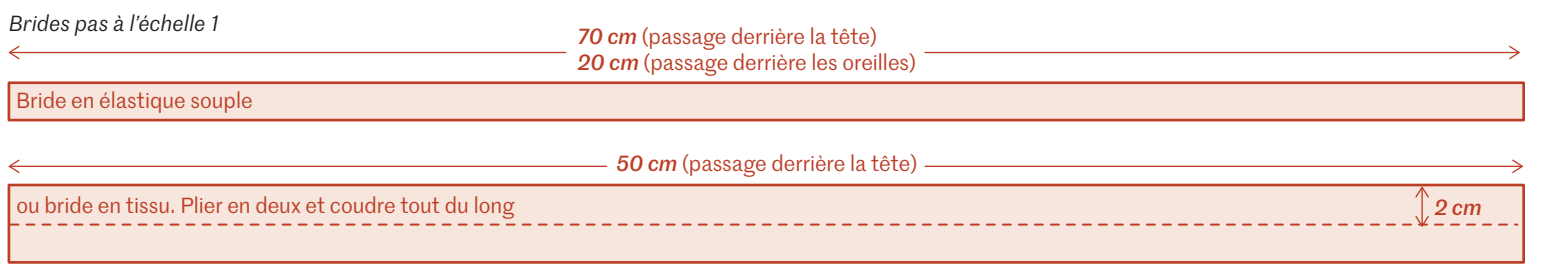 Brides pas à l’échelle 1
70 cm (passage derrière la tête)
20 cm (passage derrière les oreilles)
Bride en élastique souple
50 cm (passage derrière la tête)
ou bride en tissu. Plier en deux et coudre tout du long
2 cm